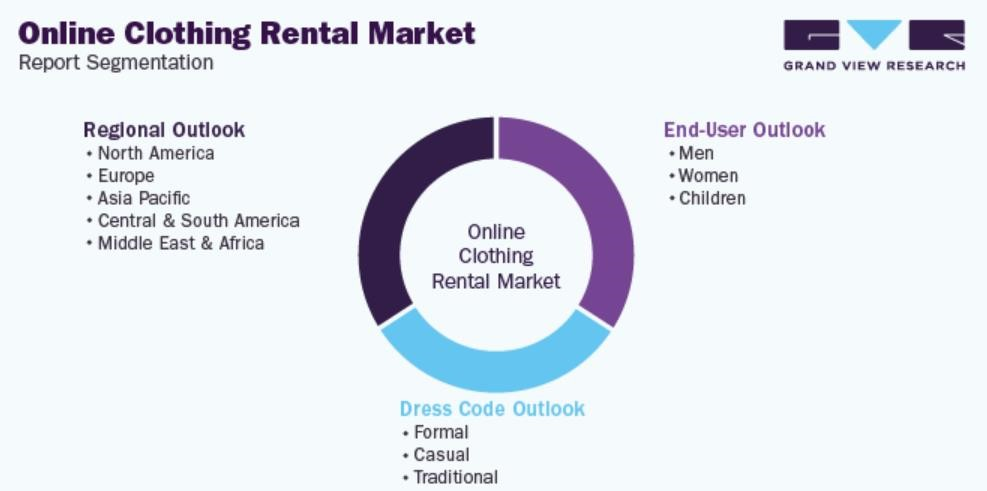 Online Clothing Rental Market
Report Segmentation
GRAND VIEW RESEARCH
Regional Outlook
• North America
• Europe
• Asia Pacific
• Central & South America
• Middle East & Africa
Online
Clothing
Rental Market
End-User Outlook
• Men
• Women
• Children
Dress Code Outlook
• Formal
• Casual
• Traditional